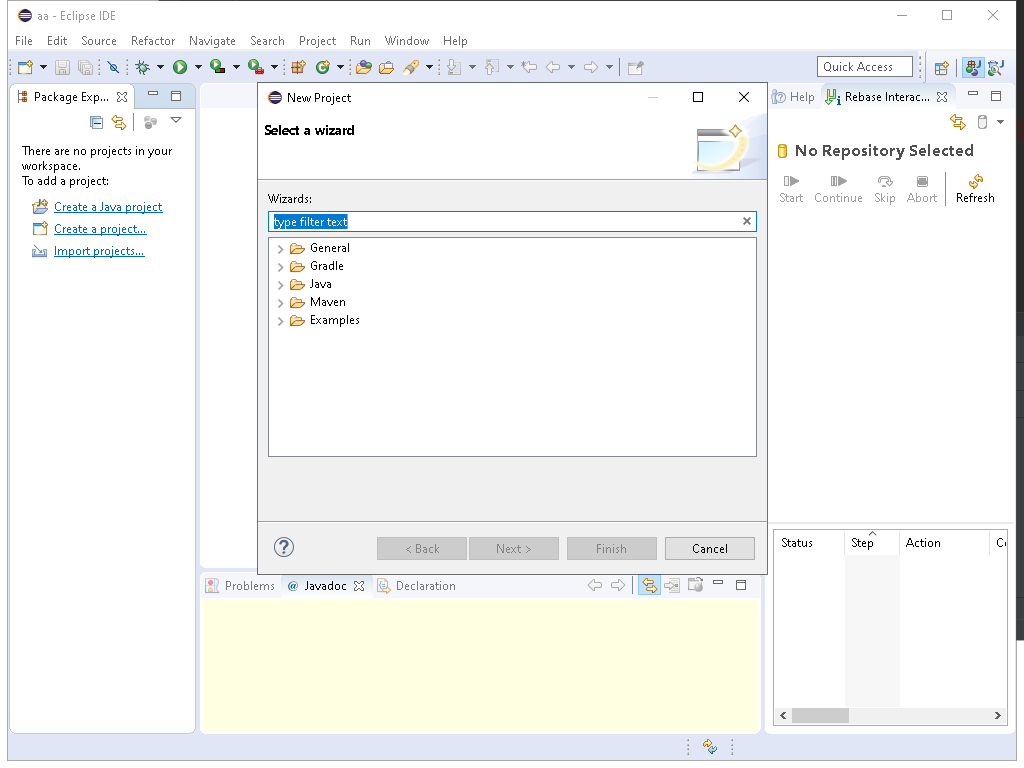 aa - Eclipse IDE
File Edit Source Refactor Navigate Search Project Run Window Help
Quick Access
Package Exp...
There are no projects in your
workspace.
To add a project:
Create a Java project
Create a project...
Import projects...
New Project
Select a wizard
Wizards:
type filter text
General
Gradle
Java
Maven
Examples
< Back Next > Finish Cancel
Help Rebase Interac...
No Repository Selected
Start Continue Skip Abort Refresh
Status Step Action
Problems @ Javadoc Declaration